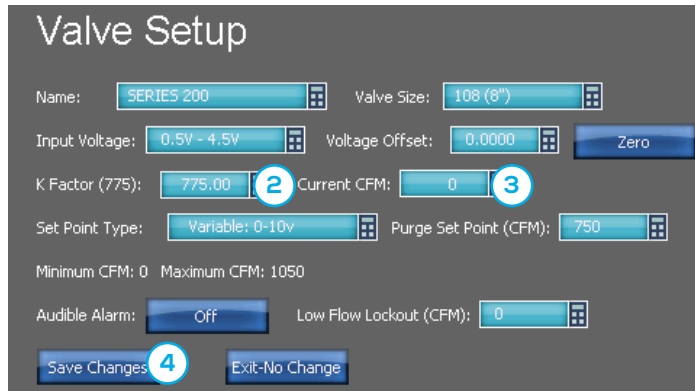 Valve Setup
Name: SERIES 200 Valve Size: 108 (8")
Input Voltage: 0.5V - 4.5V Voltage Offset: 0.0000 Zero
K Factor (775): 775.00 2 Current CFM: 0 3
Set Point Type: Variable: 0-10v Purge Set Point (CFM): 750
Minimum CFM: 0 Maximum CFM: 1050
Audible Alarm: Off Low Flow Lockout (CFM): 0
Save Changes 4 Exit-No Change